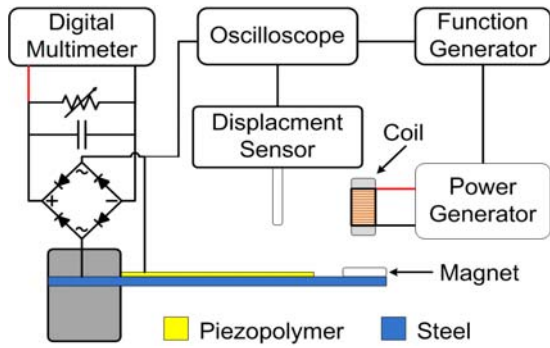 Digital
Multimeter
Oscilloscope
Function
Generator
Displacment
Sensor
Coil
Power
Generator
~
+ −
~
Magnet
Piezopolymer
Steel